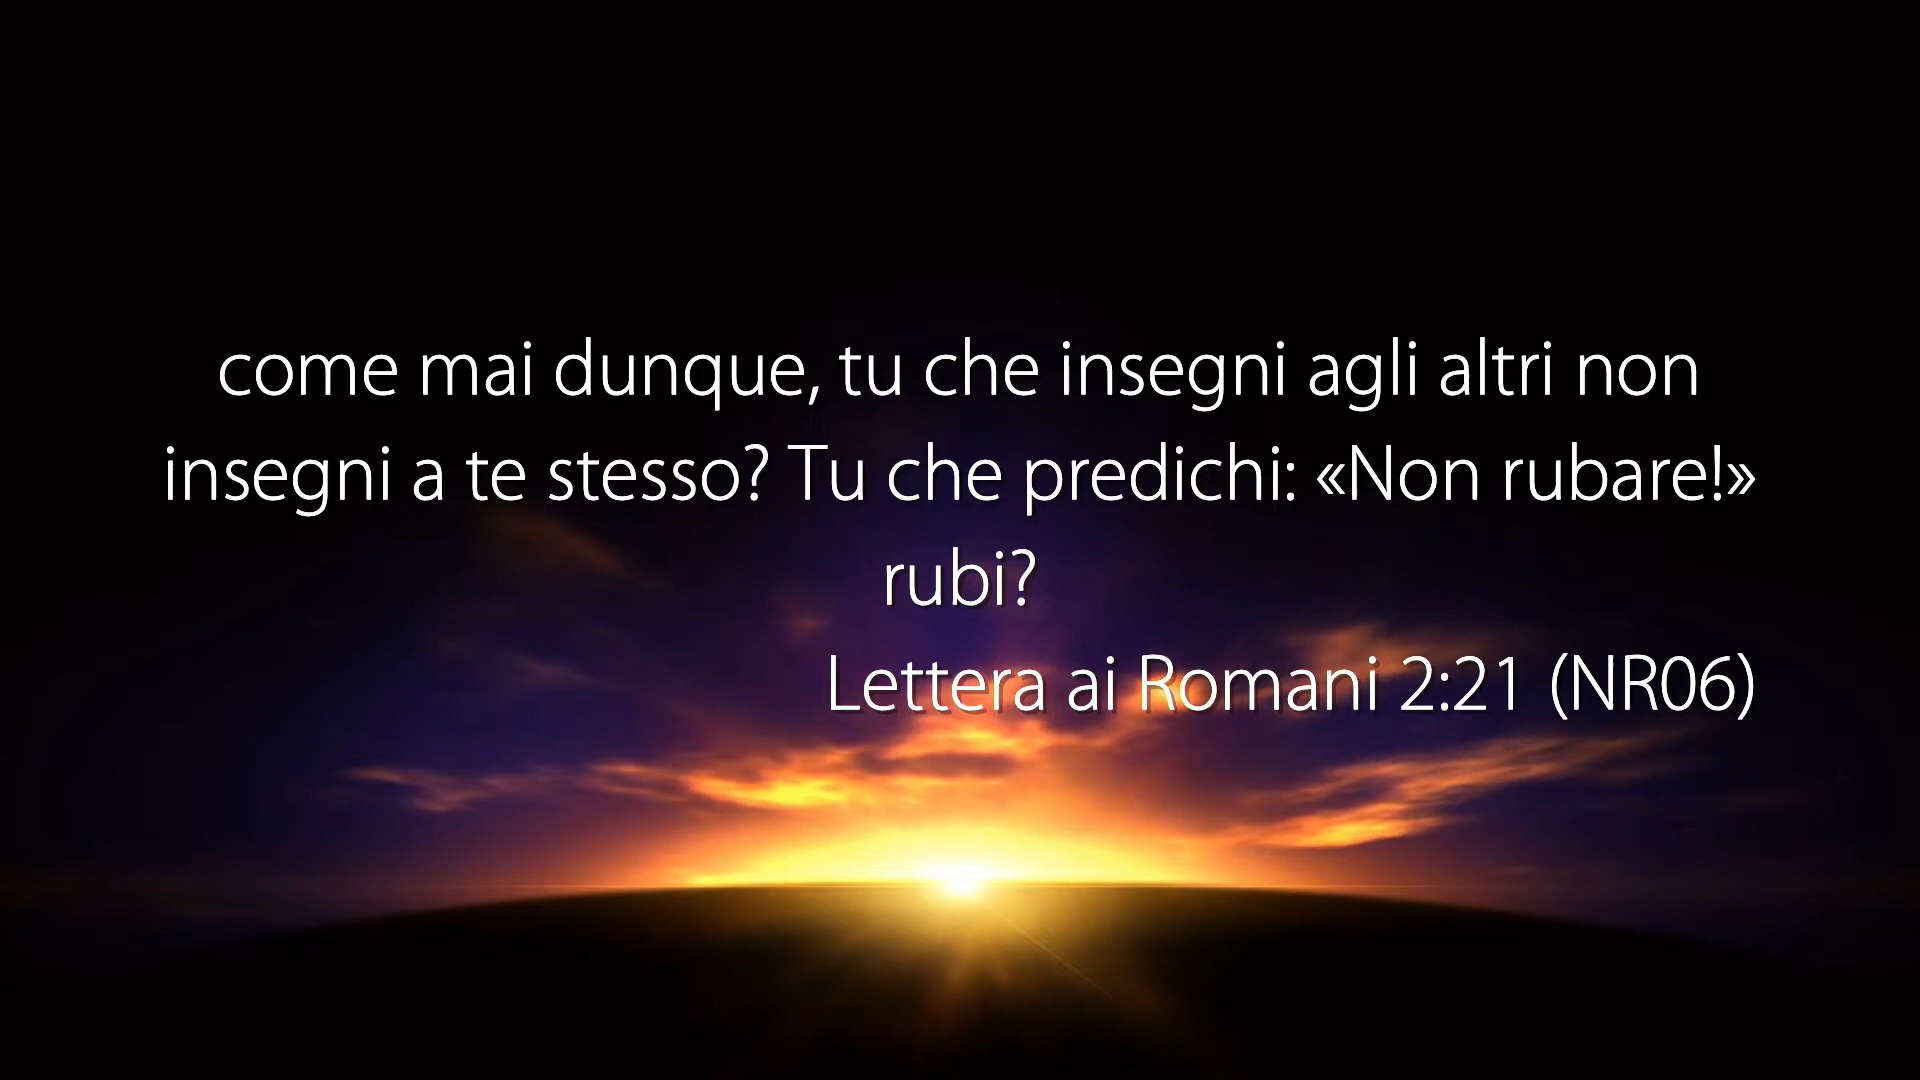 come mai dunque, tu che insegni agli altri non
insegni a te stesso? Tu che predichi: «Non rubare!»
rubi?
Lettera ai Romani 2:21 (NR06)